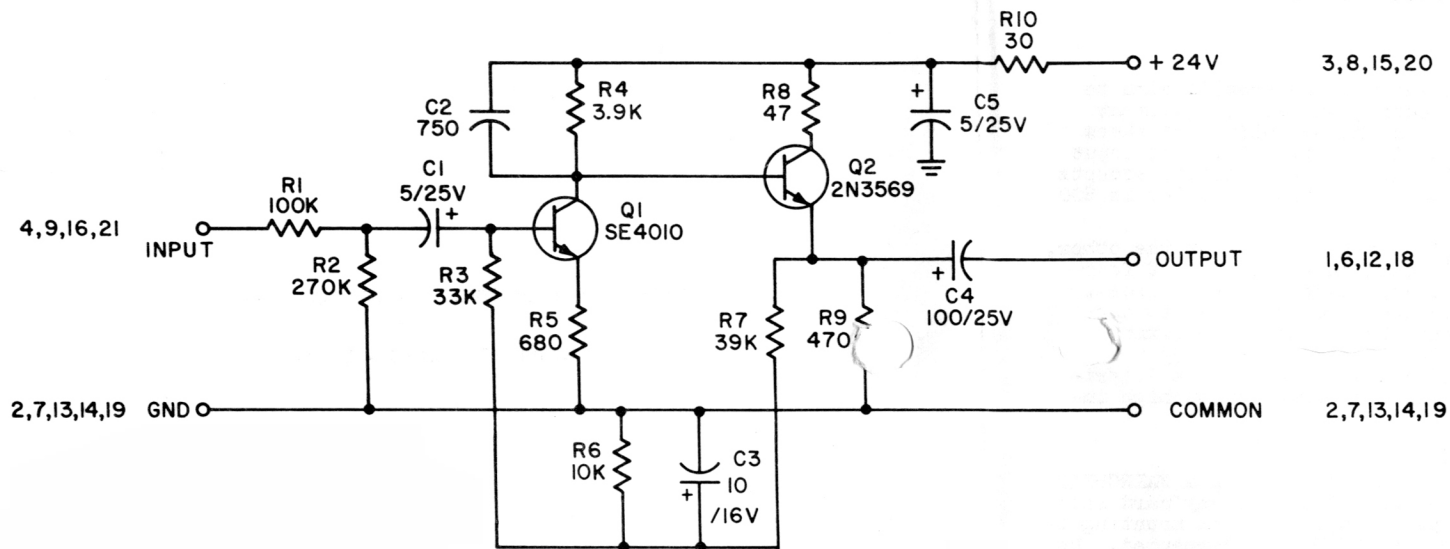 R10
30
+ 24V
3,8,15,20
R4
3.9K
R8
47
+
C5
5/25V
C2
750
Q2
2N3569
C1
5/25V
+
R1
100K
Q1
SE4010
4,9,16,21
INPUT
R2
270K
R3
33K
+
C4
100/25V
OUTPUT
1,6,12,18
R5
680
R7
39K
R9
470
2,7,13,14,19
GND
COMMON
2,7,13,14,19
R6
10K
C3
10
/16V
+